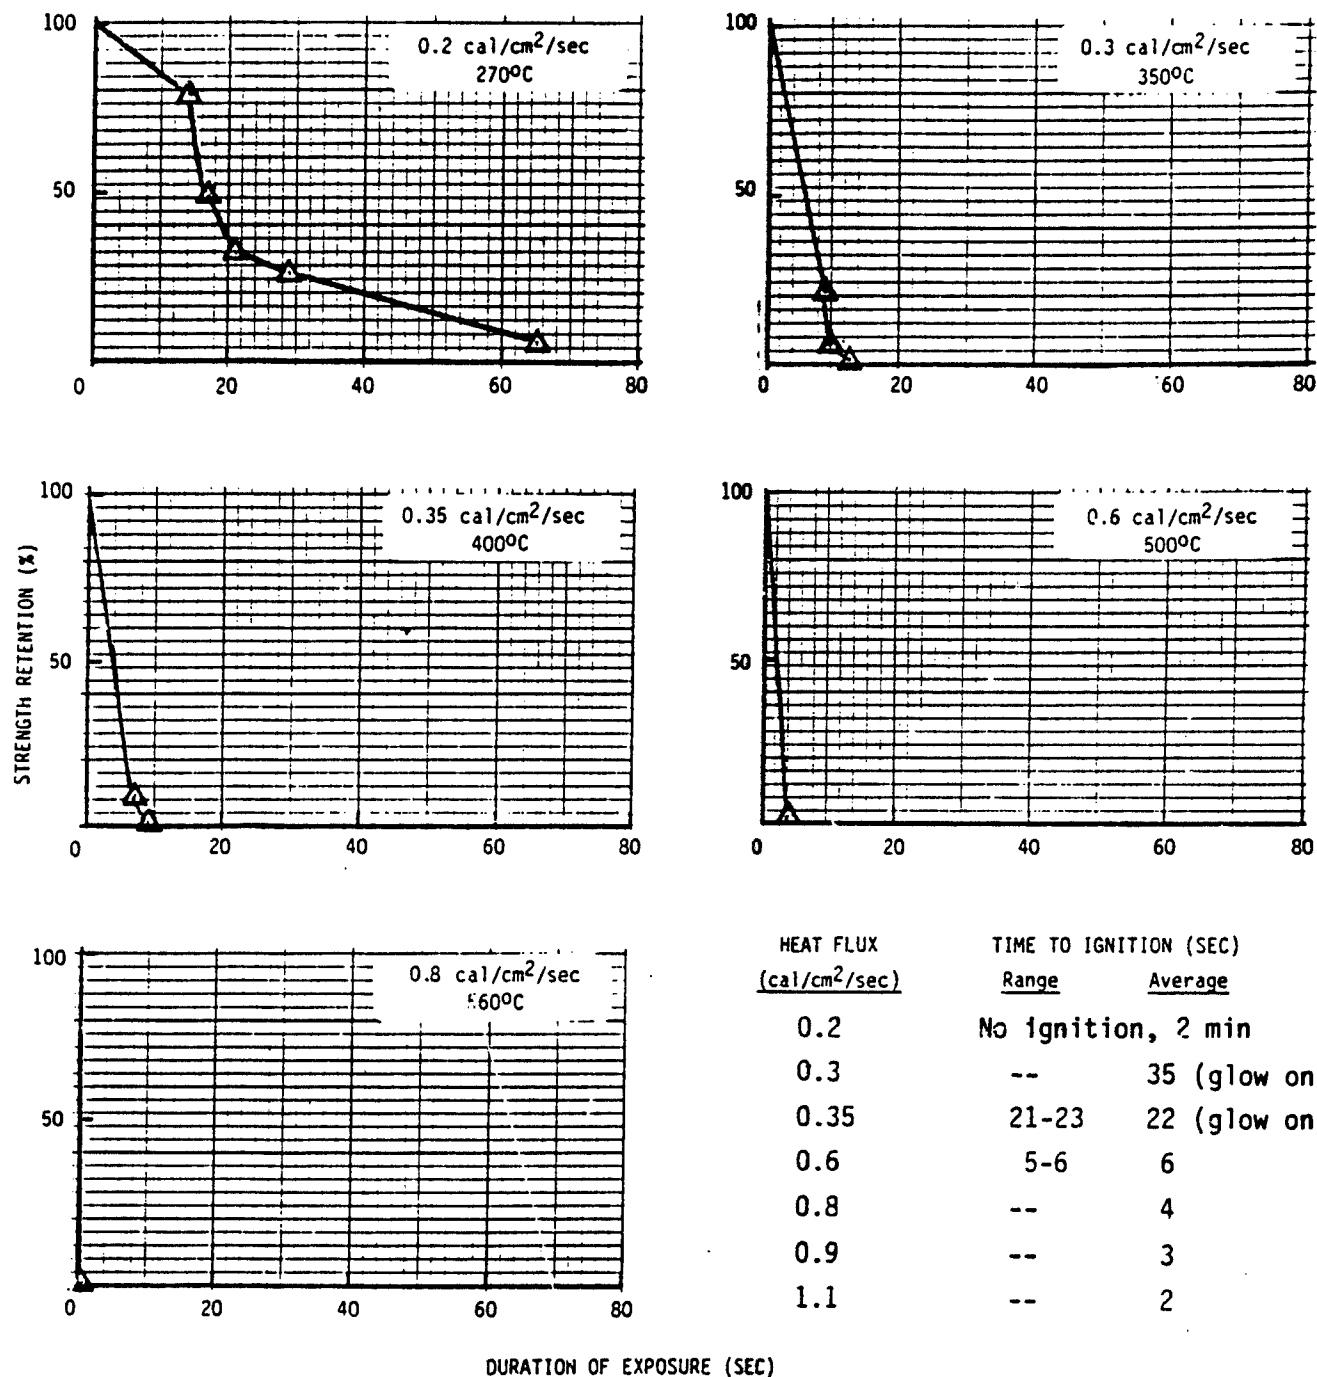 100
0.2 cal/cm²/sec
270°C
50
0 20 40 60 80
100
0.3 cal/cm²/sec
350°C
50
0 20 40 60 80
STRENGTH RETENTION (%)
100
0.35 cal/cm²/sec
400°C
50
0 20 40 60 80
100
0.6 cal/cm²/sec
500°C
50
0 20 40 60 80
100
0.8 cal/cm²/sec
560°C
50
0 20 40 60 80
HEAT FLUX TIME TO IGNITION (SEC)
(cal/cm²/sec) Range Average
0.2 No ignition, 2 min
0.3 -- 35 (glow on
0.35 21-23 22 (glow on
0.6 5-6 6
0.8 -- 4
0.9 -- 3
1.1 -- 2
DURATION OF EXPOSURE (SEC)